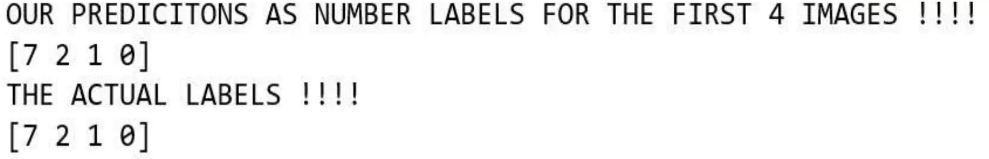 OUR PREDICITONS AS NUMBER LABELS FOR THE FIRST 4 IMAGES !!!!
[7 2 1 0]
THE ACTUAL LABELS !!!!
[7 2 1 0]